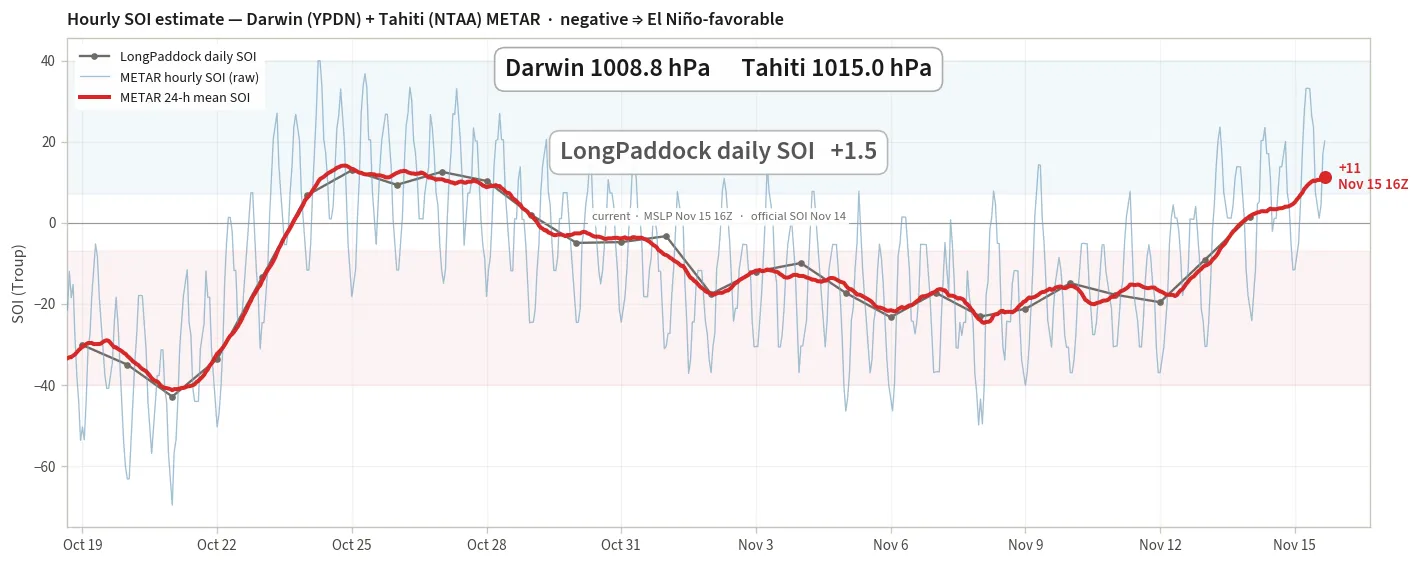 Hourly SOI estimate — Darwin (YPDN) + Tahiti (NTAA) METAR · negative ⇒ El Niño-favorable
LongPaddock daily SOI
METAR hourly SOI (raw)
METAR 24-h mean SOI
Darwin 1008.8 hPa Tahiti 1015.0 hPa
LongPaddock daily SOI +1.5
current · MSLP Nov 15 16Z · official SOI Nov 14
+11
Nov 15 16Z
SOI (Troup)
40
20
0
−20
−40
−60
Oct 19 Oct 22 Oct 25 Oct 28 Oct 31 Nov 3 Nov 6 Nov 9 Nov 12 Nov 15